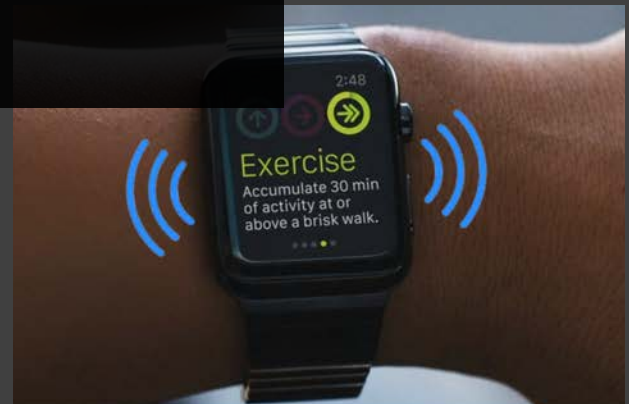 2:48
Exercise
Accumulate 30 min
of activity at or
above a brisk walk.